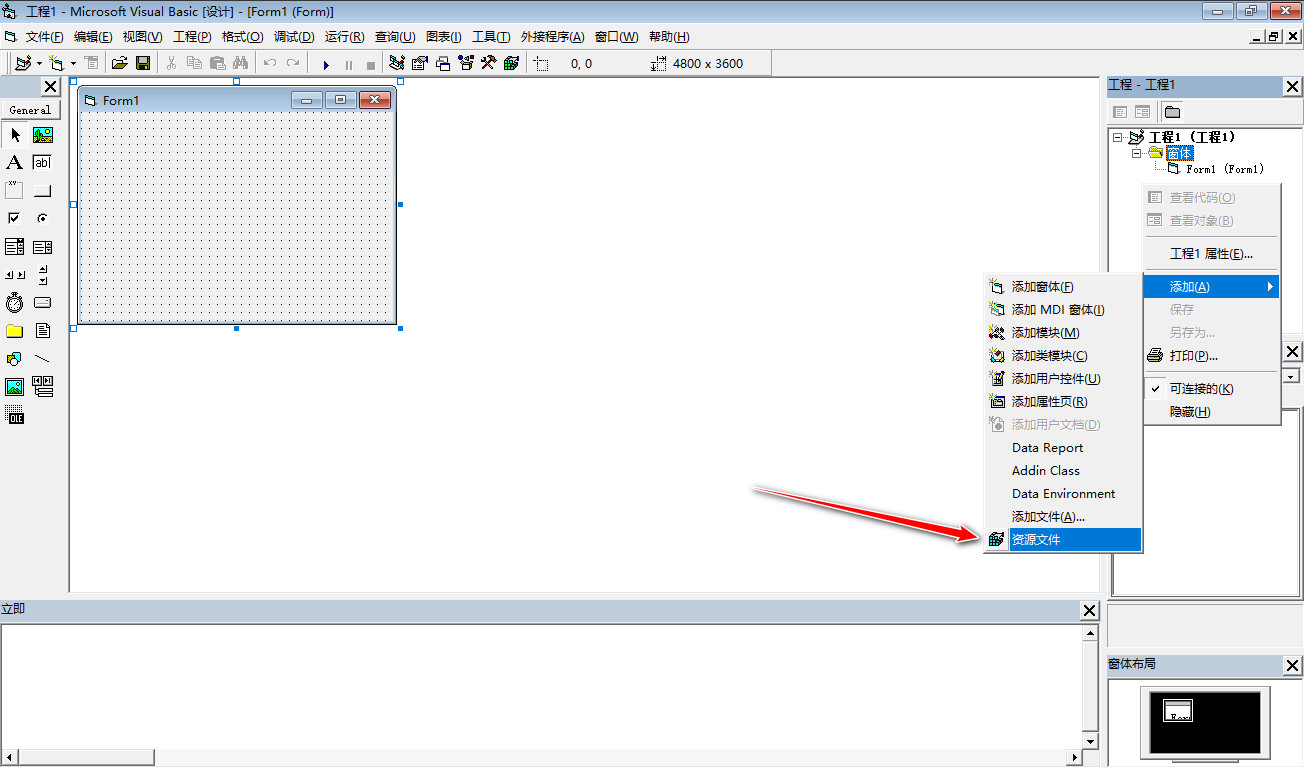 工程1 - Microsoft Visual Basic [设计] - [Form1 (Form)]
文件(F) 编辑(E) 视图(V) 工程(P) 格式(O) 调试(D) 运行(R) 查询(U) 图表(I) 工具(T) 外接程序(A) 窗口(W) 帮助(H)
0, 0 4800 x 3600
General
A
ab
xy
OLE
Form1
工程 - 工程1
工程1 (工程1)
窗体
Form1 (Form1)
查看代码(O)
查看对象(B)
工程1 属性(E)...
添加(A)
保存
另存为...
打印(P)...
可连接的(K)
隐藏(H)
添加窗体(F)
添加 MDI 窗体(I)
添加模块(M)
添加类模块(C)
添加用户控件(U)
添加属性页(R)
添加用户文档(D)
Data Report
Addin Class
Data Environment
添加文件(A)...
资源文件
立即
窗体布局